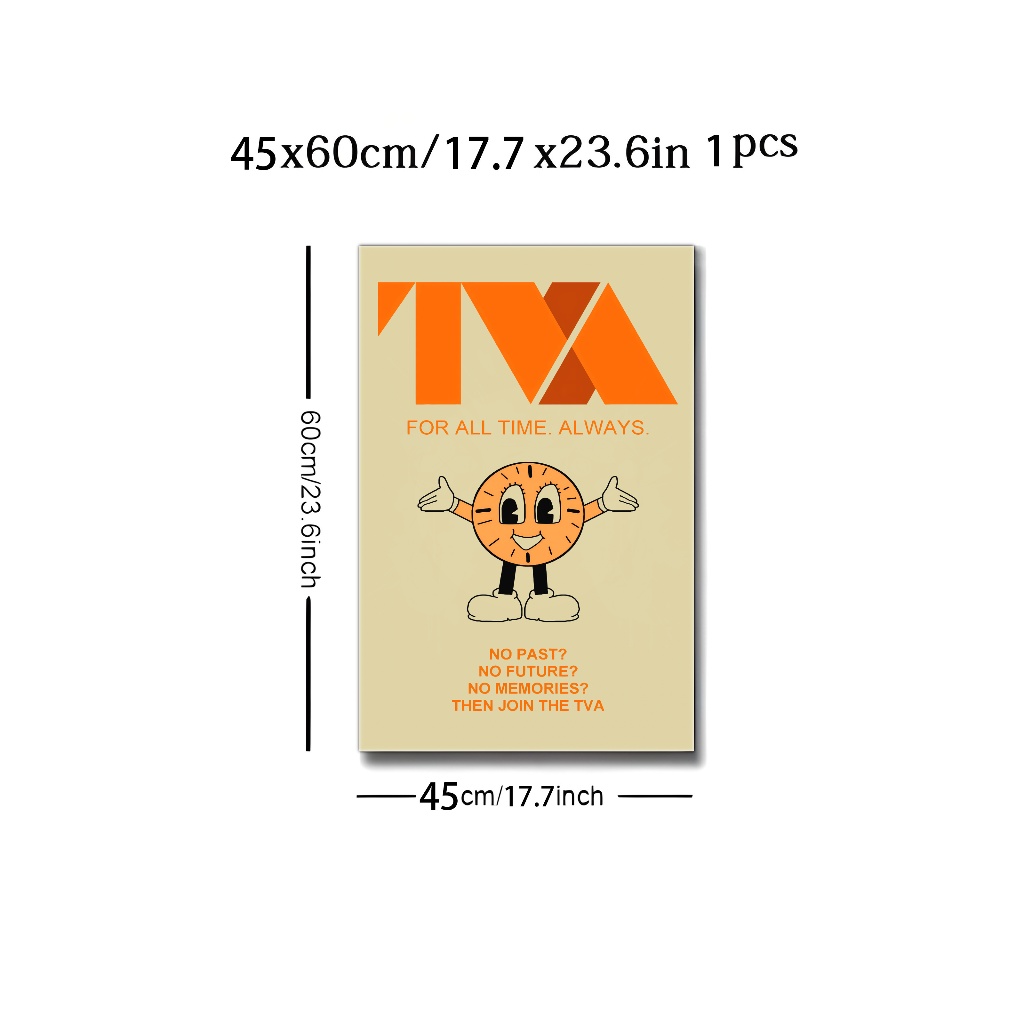 45x60cm/17.7 x23.6in 1pcs
TVA
FOR ALL TIME. ALWAYS.
60cm/23.6inch
NO PAST?
NO FUTURE?
NO MEMORIES?
THEN JOIN THE TVA
45cm/17.7inch